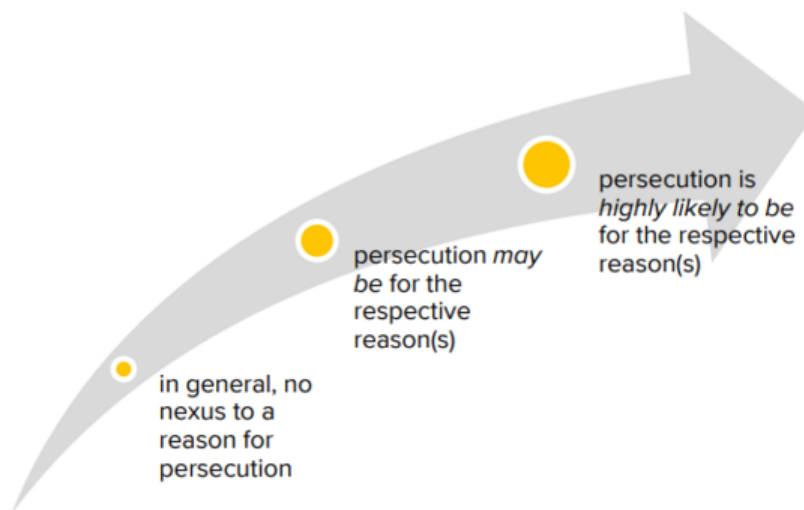 persecution is
highly likely to be
for the respective
reason(s)
persecution may
be for the
respective
reason(s)
in general, no
nexus to a
reason for
persecution